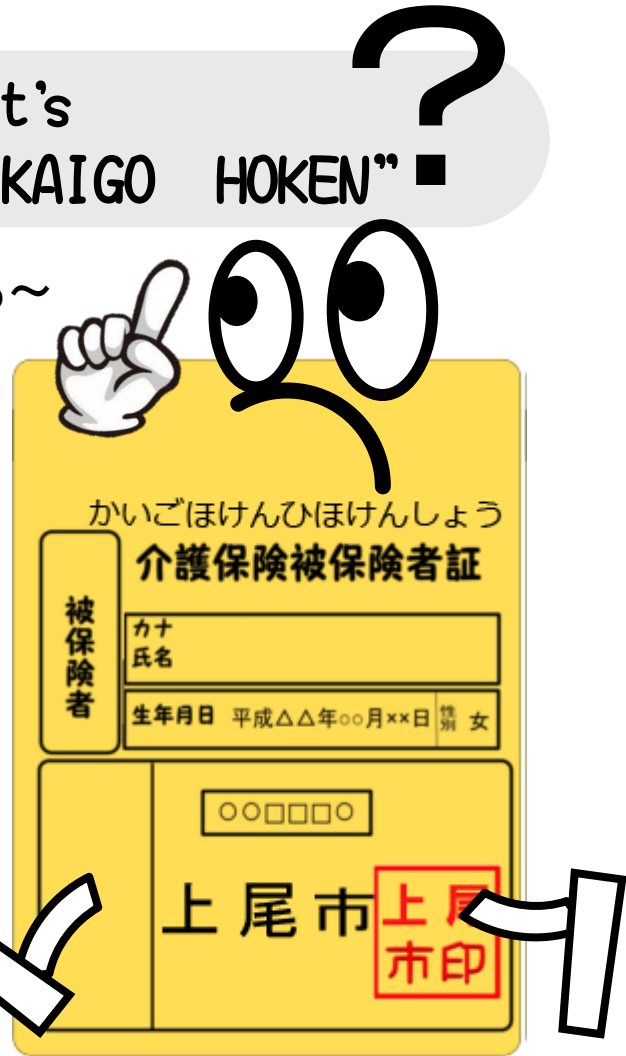 t’s
KAIGO HOKEN”
?
～
かいごほけんひほけんしょう
介護保険被保険者証
被保険者
カナ
氏名
生年月日 平成△△年○○月××日 性別 女
○○□□□○
上尾市
上尾
市印